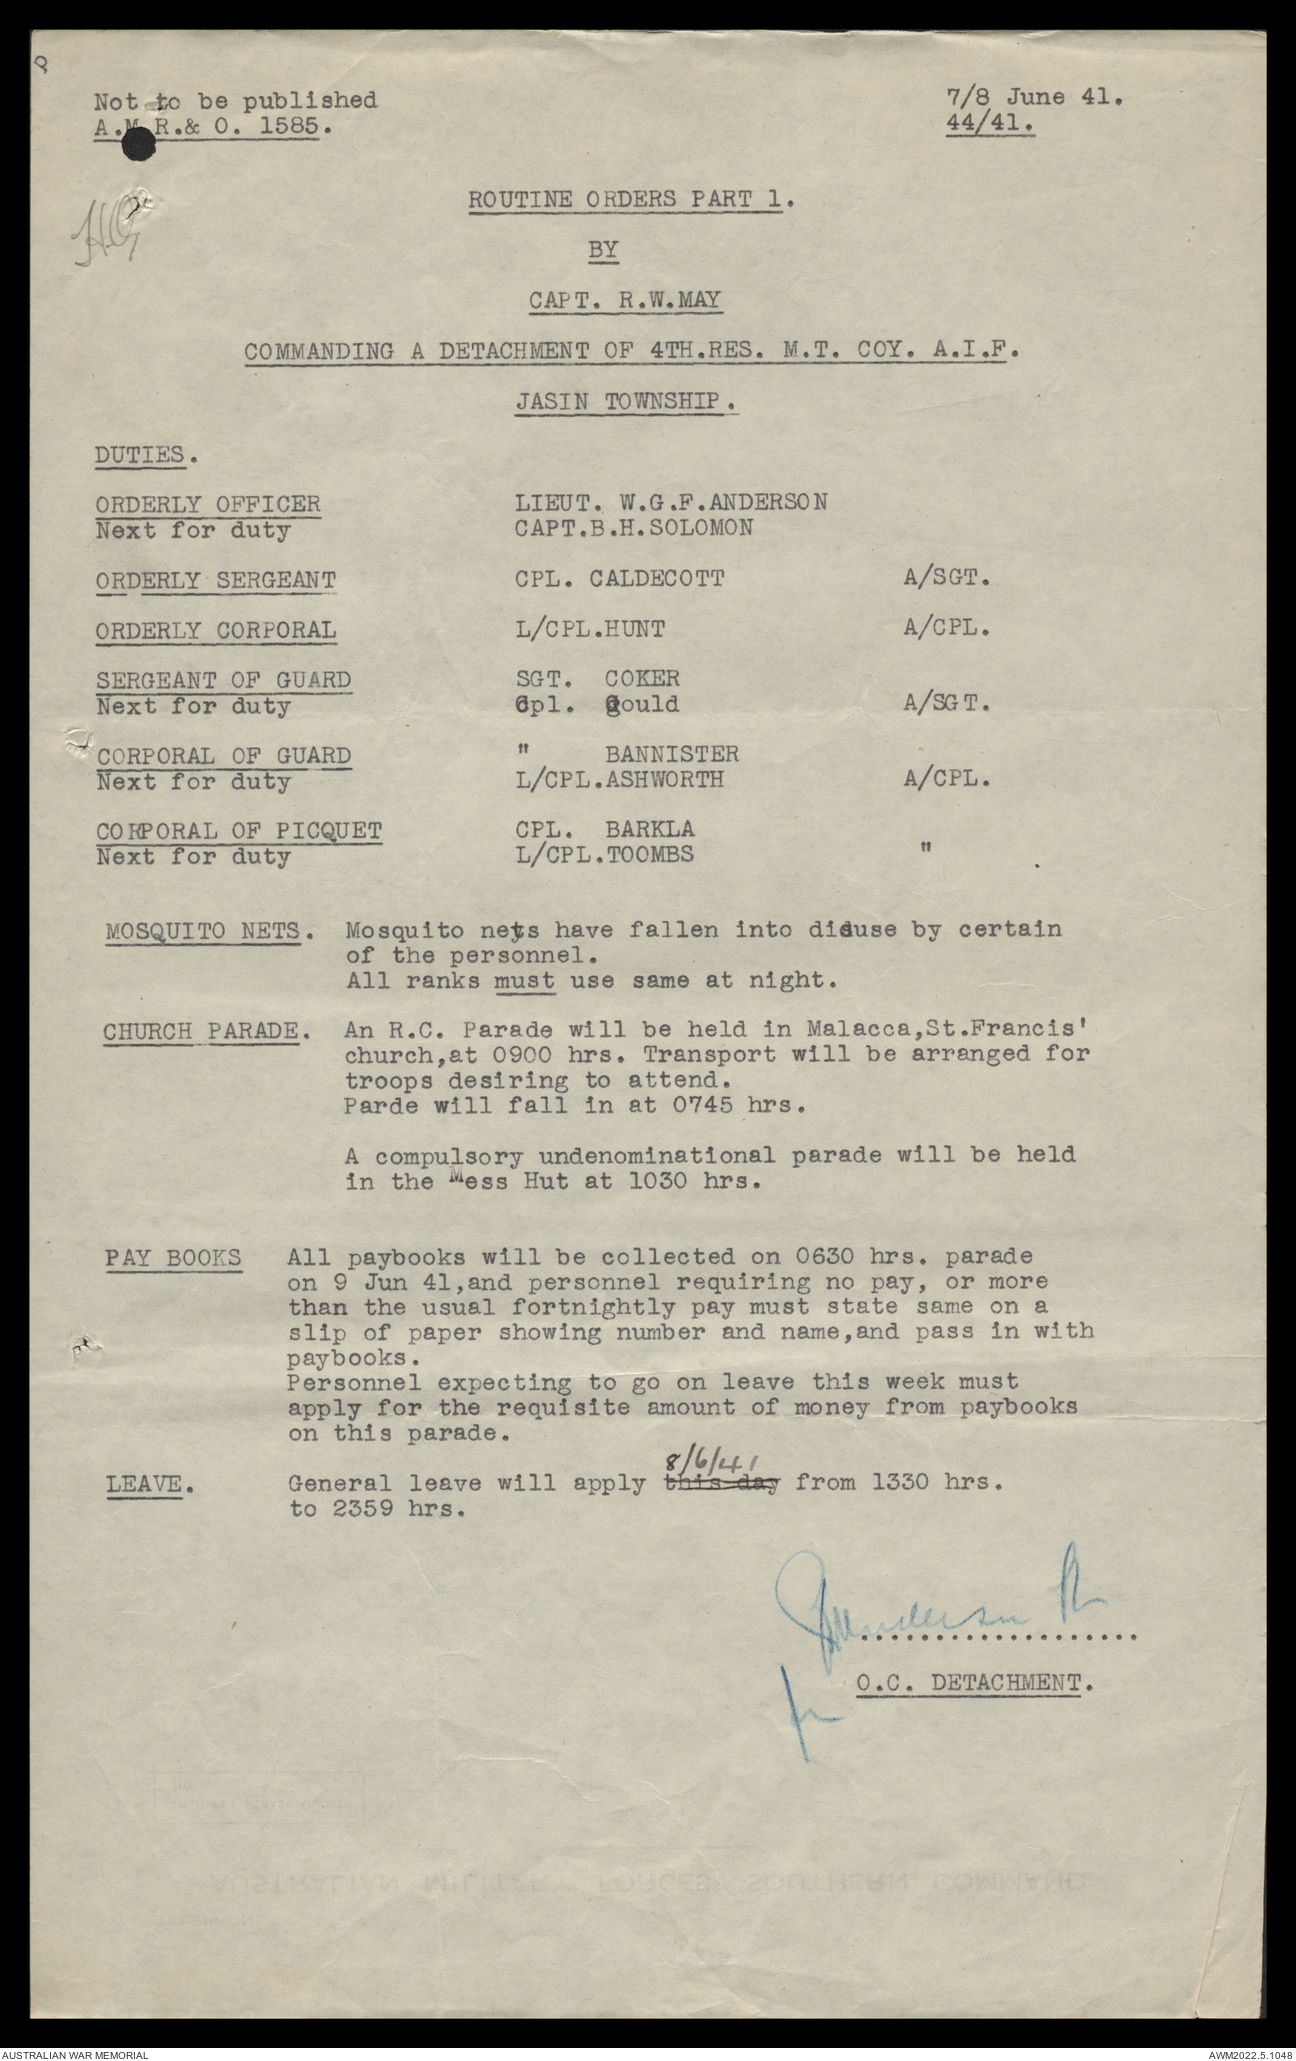 Not to be published
A.M.R.& O. 1585.
7/8 June 41.
44/41.
HQ
ROUTINE ORDERS PART 1.
BY
CAPT. R.W.MAY
COMMANDING A DETACHMENT OF 4TH.RES. M.T. COY. A.I.F.
JASIN TOWNSHIP.
DUTIES.
ORDERLY OFFICER LIEUT. W.G.F.ANDERSON
Next for duty CAPT.B.H.SOLOMON
ORDERLY SERGEANT CPL. CALDECOTT A/SGT.
ORDERLY CORPORAL L/CPL.HUNT A/CPL.
SERGEANT OF GUARD SGT. COKER
Next for duty Cpl. Gould A/SGT.
CORPORAL OF GUARD " BANNISTER
Next for duty L/CPL.ASHWORTH A/CPL.
CORPORAL OF PICQUET CPL. BARKLA
Next for duty L/CPL.TOOMBS "
MOSQUITO NETS. Mosquito nets have fallen into disuse by certain
of the personnel.
All ranks must use same at night.
CHURCH PARADE. An R.C. Parade will be held in Malacca,St.Francis'
church,at 0900 hrs. Transport will be arranged for
troops desiring to attend.
Parde will fall in at 0745 hrs.
A compulsory undenominational parade will be held
in the Mess Hut at 1030 hrs.
PAY BOOKS All paybooks will be collected on 0630 hrs. parade
on 9 Jun 41,and personnel requiring no pay, or more
than the usual fortnightly pay must state same on a
slip of paper showing number and name,and pass in with
paybooks.
Personnel expecting to go on leave this week must
apply for the requisite amount of money from paybooks
on this parade.
8/6/41
LEAVE. General leave will apply this day from 1330 hrs.
to 2359 hrs.
....................
for O.C. DETACHMENT.
AUSTRALIAN MILITARY FORCES SOUTHERN COMMAND
AUSTRALIAN WAR MEMORIAL
AWM2022.5.1048